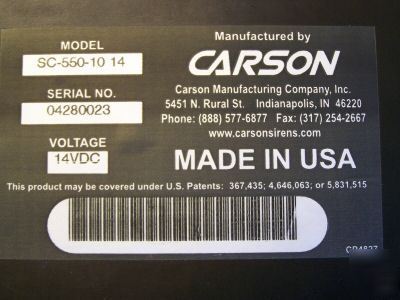 MODEL
SC-550-10 14
SERIAL NO.
04280023
VOLTAGE
14VDC
Manufactured by
CARSON
Carson Manufacturing Company, Inc.
5451 N. Rural St. Indianapolis, IN 46220
Phone: (888) 577-6877 Fax: (317) 254-2667
www.carsonsirens.com
MADE IN USA
This product may be covered under U.S. Patents: 367,435; 4,646,063; or 5,831,515